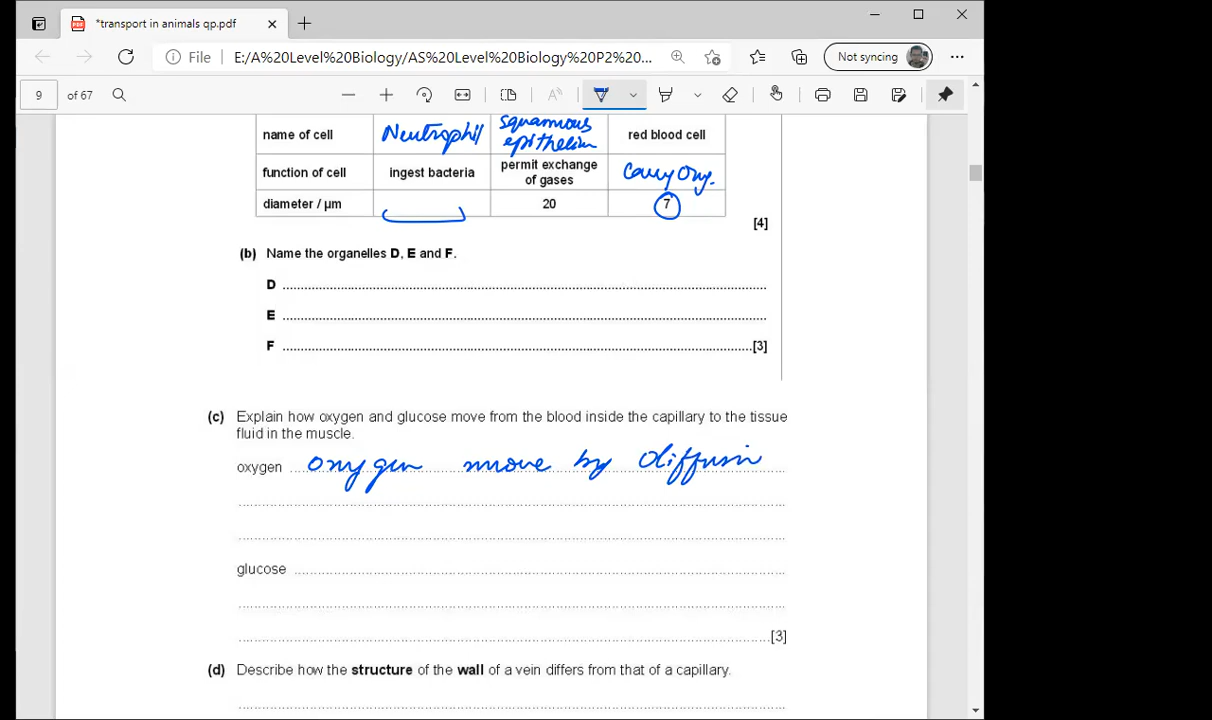 *transport in animals qp.pdf
File E:/A%20Level%20Biology/AS%20Level%20Biology%20P2%20... Not syncing
9 of 67
name of cell Neutrophil squamous epithelium red blood cell
function of cell ingest bacteria permit exchange of gases carry Oxy.
diameter / µm 20 7
[4]
(b) Name the organelles D, E and F.
D ........................................
E ........................................
F ........................................[3]
(c) Explain how oxygen and glucose move from the blood inside the capillary to the tissue
fluid in the muscle.
oxygen oxygen move by diffusion
glucose ........................................
........................................[3]
(d) Describe how the structure of the wall of a vein differs from that of a capillary.